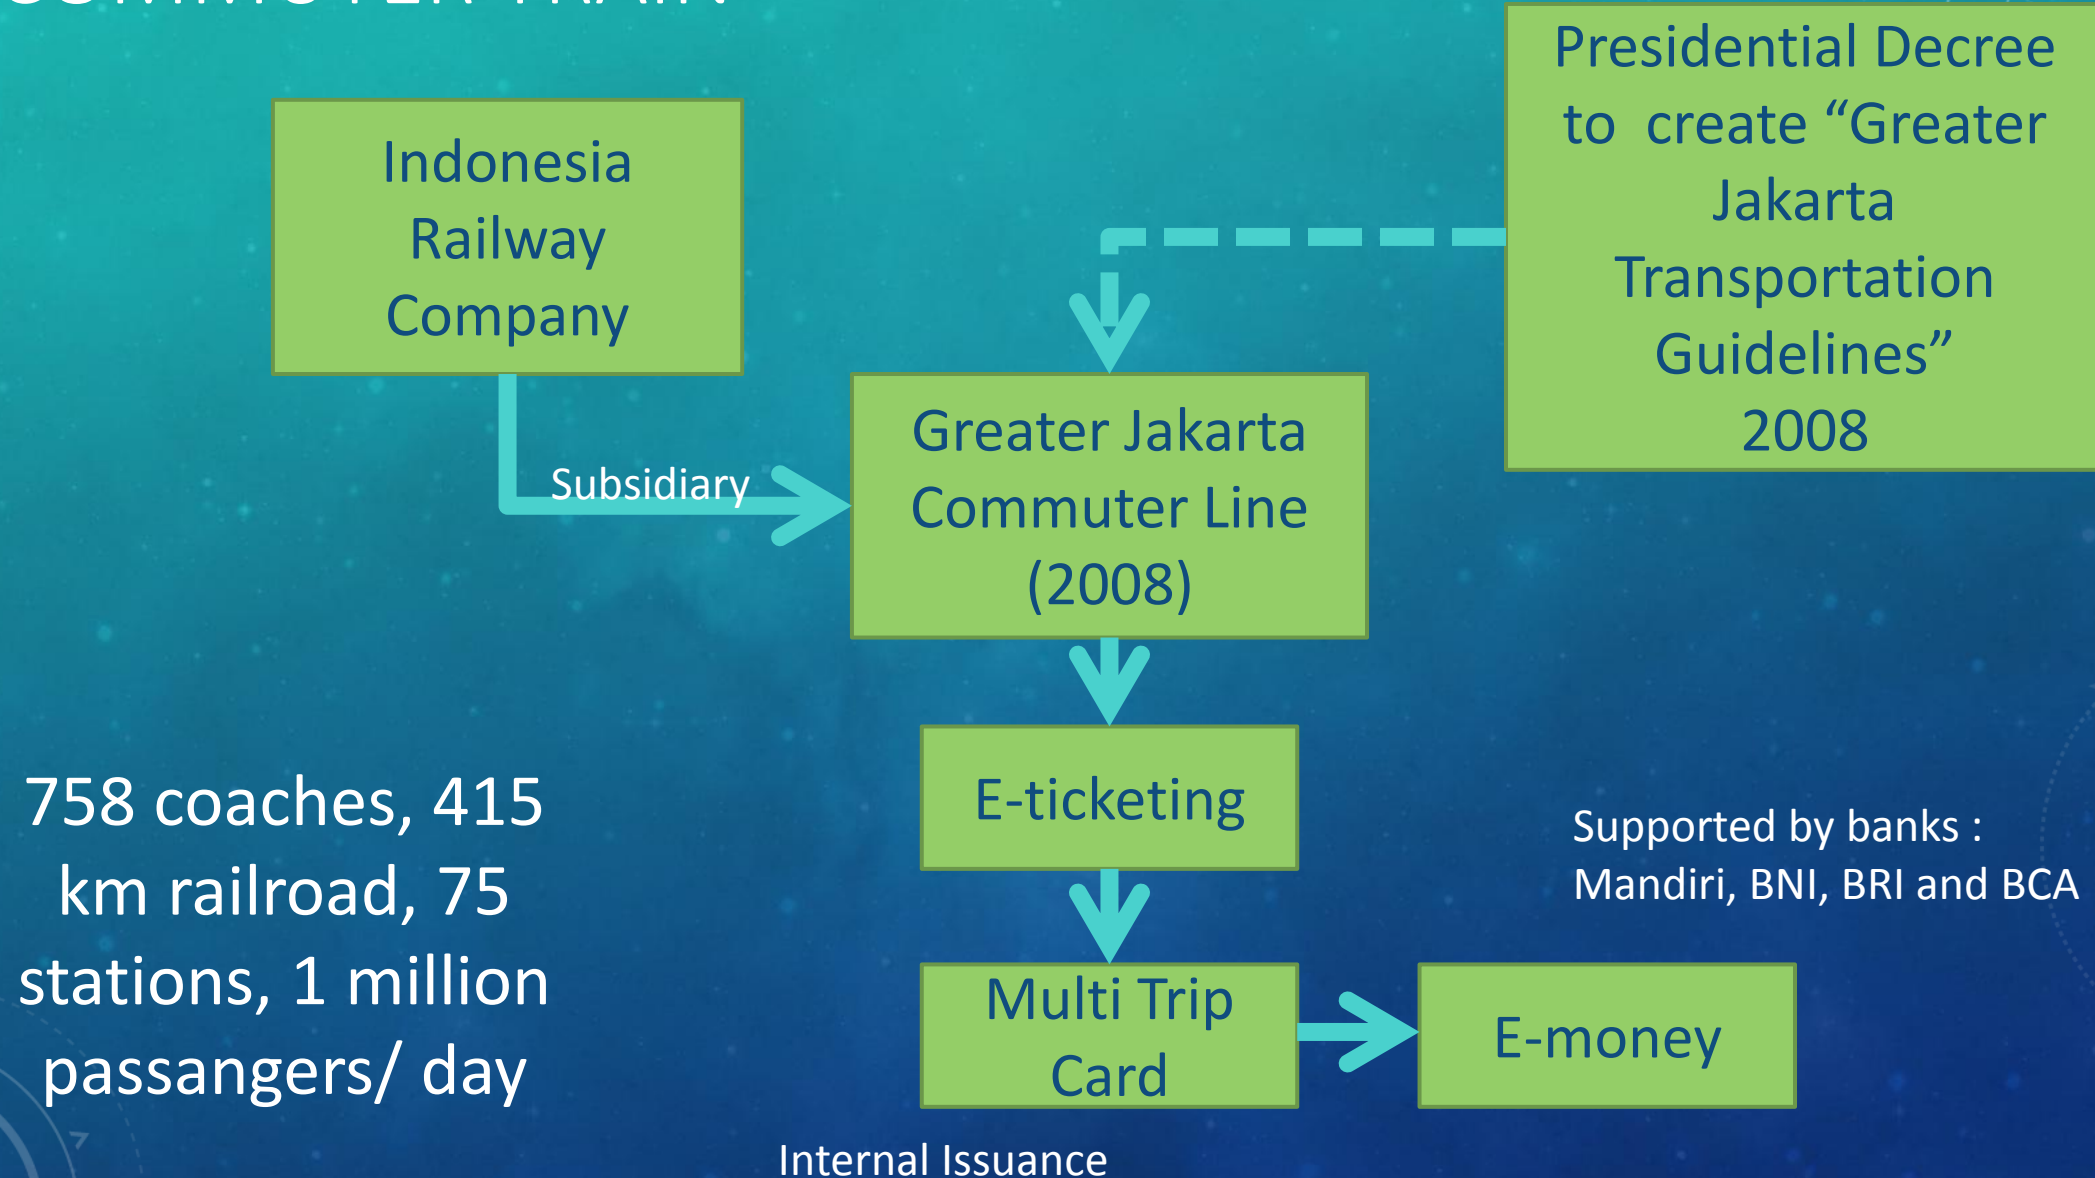 COMMUTER TRAIN
Indonesia
Railway
Company
Presidential Decree
to  create “Greater
Jakarta
Transportation
Guidelines”
2008
Subsidiary
Greater Jakarta
Commuter Line
(2008)
E-ticketing
758 coaches, 415
km railroad, 75
stations, 1 million
passangers/ day
Supported by banks :
Mandiri, BNI, BRI and BCA
Multi Trip
Card
E-money
Internal Issuance